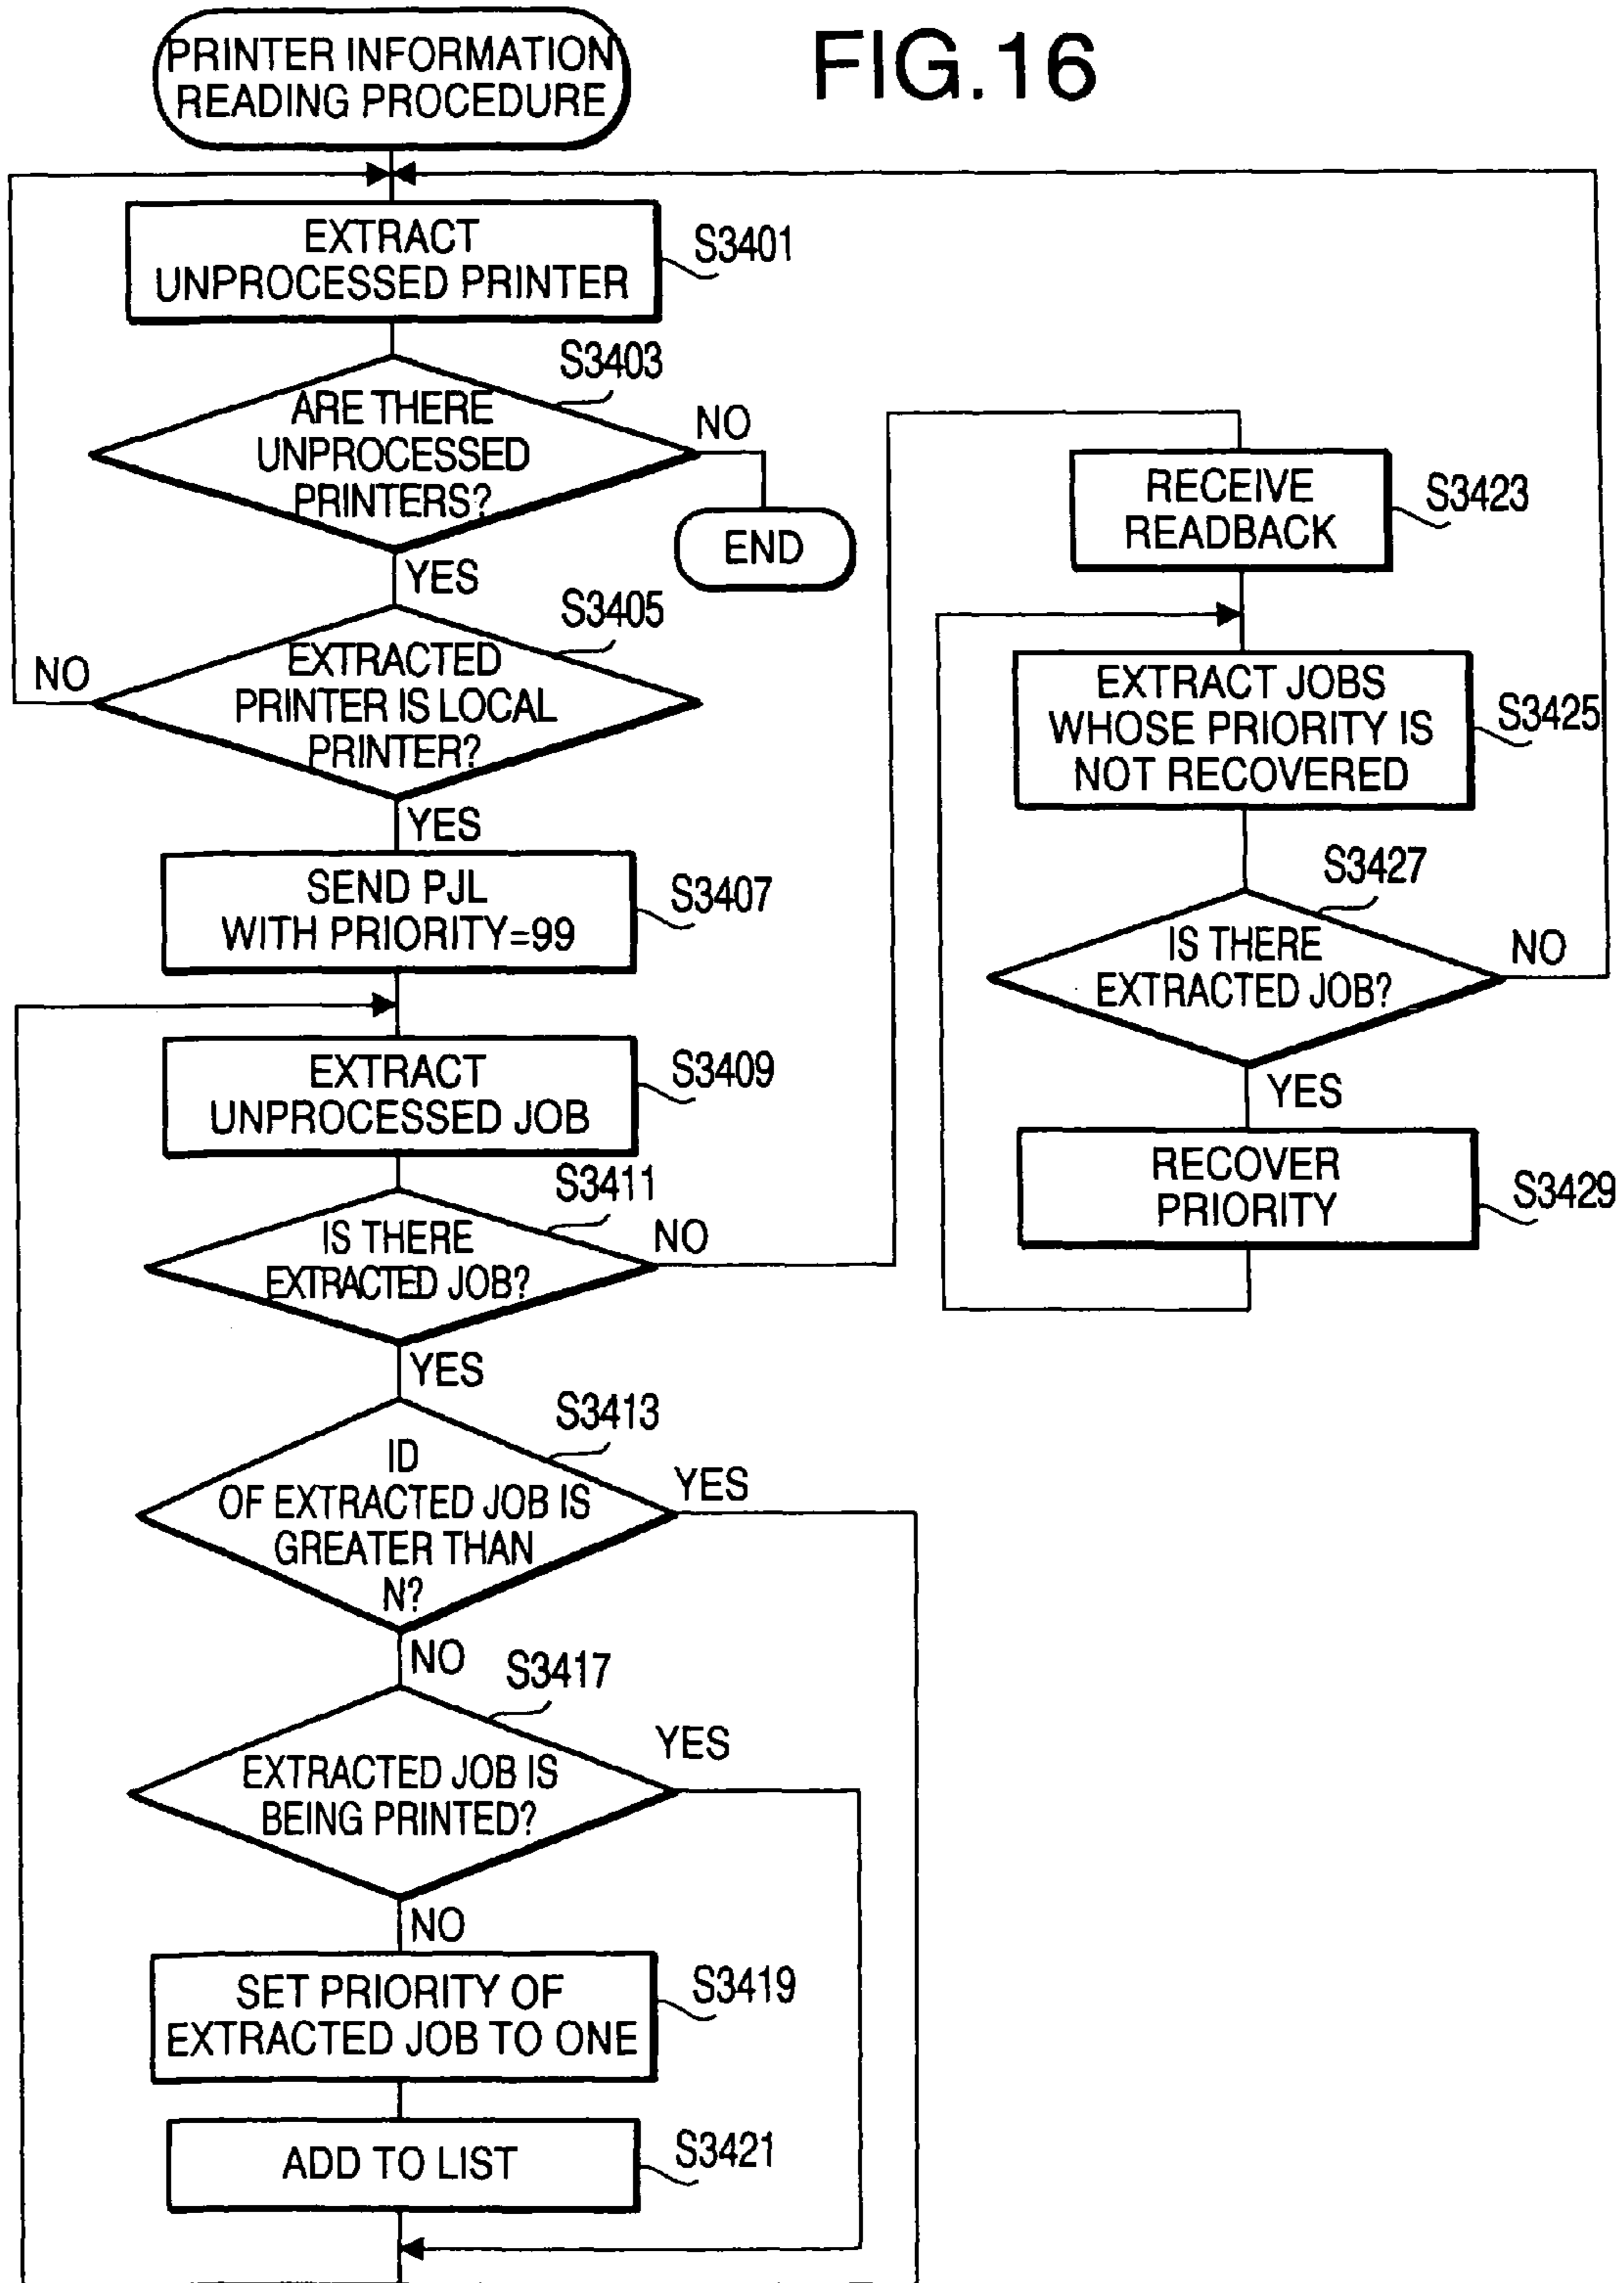 FIG.16
PRINTER INFORMATION
READING PROCEDURE
EXTRACT
UNPROCESSED PRINTER
S3401
S3403
ARE THERE
UNPROCESSED
PRINTERS?
NO
END
YES
S3405
EXTRACTED
PRINTER IS LOCAL
PRINTER?
NO
YES
SEND PJL
WITH PRIORITY=99
S3407
EXTRACT
UNPROCESSED JOB
S3409
S3411
IS THERE
EXTRACTED JOB?
NO
YES
S3413
ID
OF EXTRACTED JOB IS
GREATER THAN
N?
YES
NO
S3417
EXTRACTED JOB IS
BEING PRINTED?
YES
NO
SET PRIORITY OF
EXTRACTED JOB TO ONE
S3419
ADD TO LIST
S3421
RECEIVE
READBACK
S3423
EXTRACT JOBS
WHOSE PRIORITY IS
NOT RECOVERED
S3425
S3427
IS THERE
EXTRACTED JOB?
NO
YES
RECOVER
PRIORITY
S3429